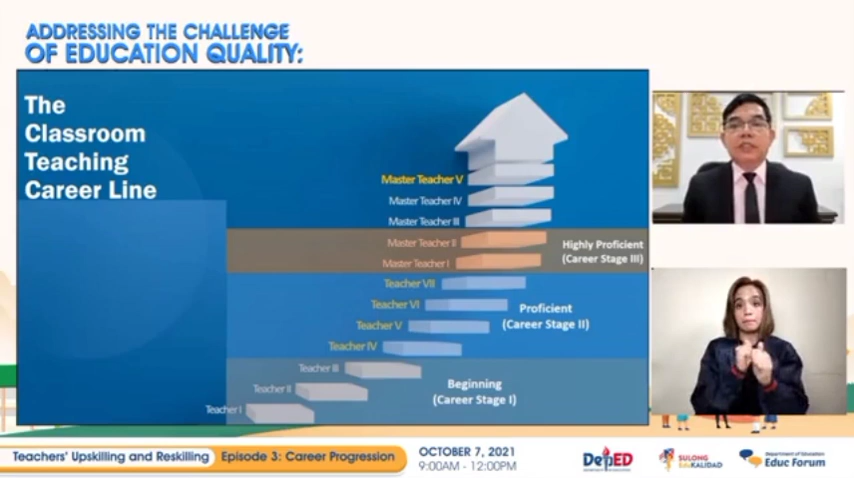 ADDRESSING THE CHALLENGE
OF EDUCATION QUALITY:
The
Classroom
Teaching
Career Line
Master Teacher V
Master Teacher IV
Master Teacher III
Master Teacher II
Master Teacher I
Highly Proficient
(Career Stage III)
Teacher VII
Teacher VI
Teacher V
Teacher IV
Proficient
(Career Stage II)
Teacher III
Teacher II
Teacher I
Beginning
(Career Stage I)
Teachers' Upskilling and Reskilling
Episode 3: Career Progression
OCTOBER 7, 2021
9:00AM - 12:00PM
DepED
SULONG
EduKALIDAD
Department of Education
Educ Forum